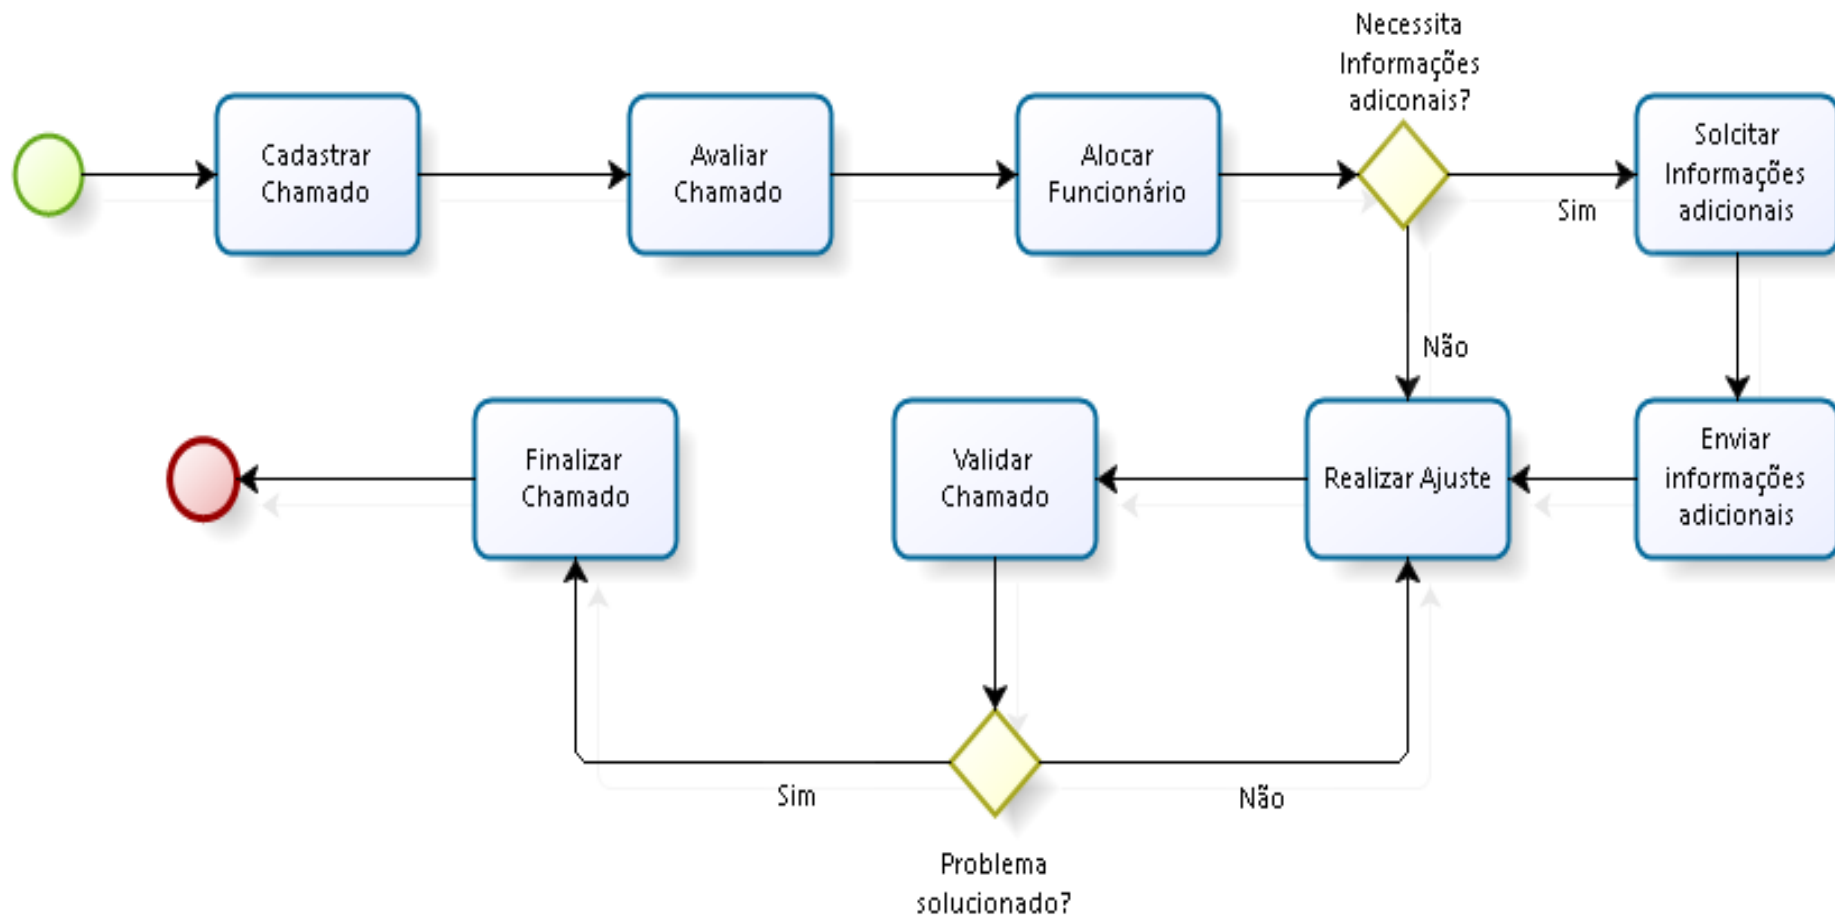 Necessita
Informações
adiconais?
Cadastrar
Chamado
Avaliar
Chamado
Alocar
Funcionário
Solcitar
Informações
adicionais
Sim
Não
Finalizar
Chamado
Validar
Chamado
Realizar Ajuste
Enviar
informações
adicionais
Sim
Não
Problema
solucionado?